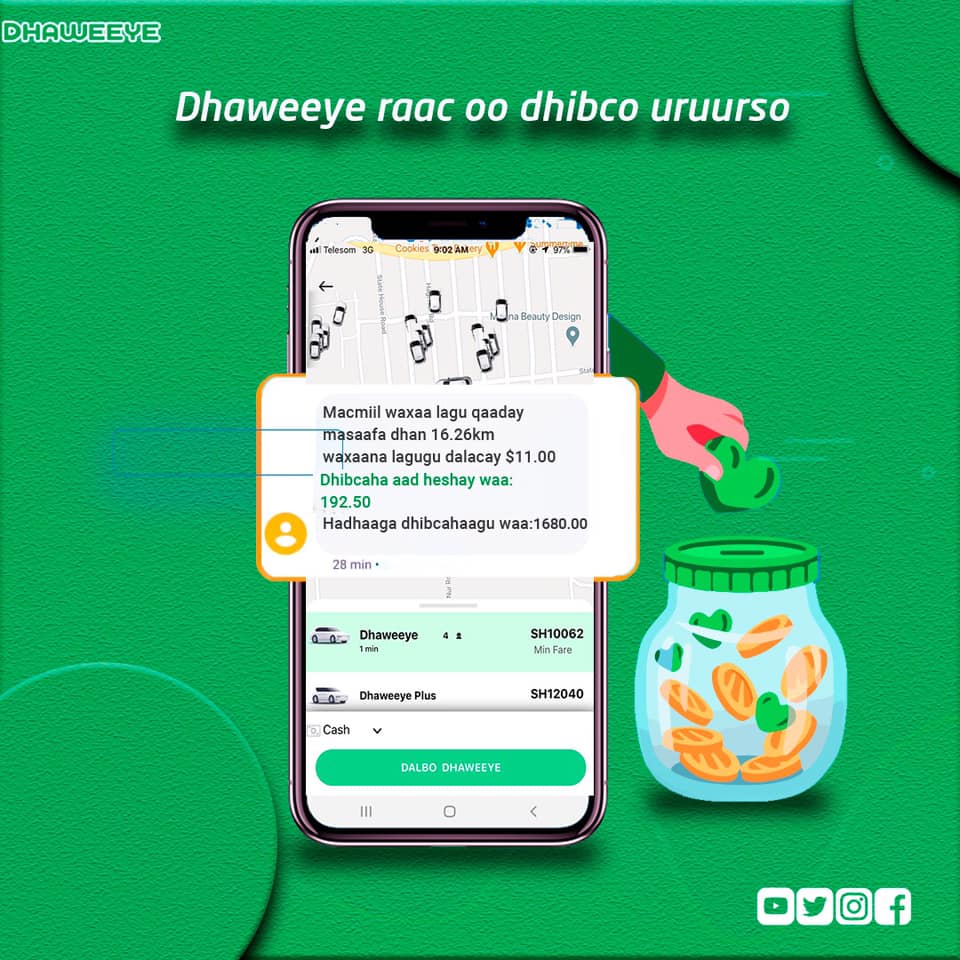 DHAWEEYE
Dhaweeye raac oo dhibco uruurso
Telesom 3G 9:02 AM 97%
Cookies
Summertime
State House Road
Beauty Design
State
Macmiil waxaa lagu qaaday
masaafa dhan 16.26km
waxaana lagugu dalacay $11.00
Dhibcaha aad heshay waa:
192.50
Hadhaaga dhibcahaagu waa:1680.00
28 min •
Dhaweeye 4 SH10062
1 min Min Fare
Dhaweeye Plus SH12040
Cash
DALBO DHAWEEYE